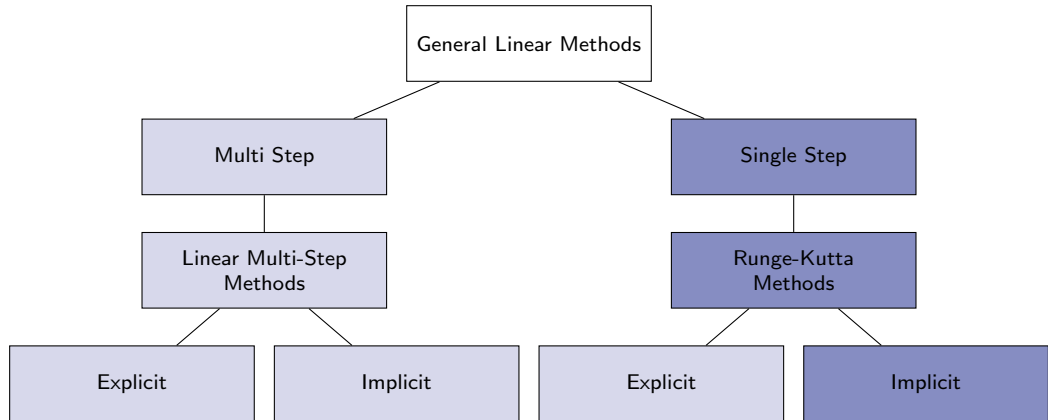 General Linear Methods
Multi Step
Single Step
Linear Multi-Step
Methods
Runge-Kutta
Methods
Explicit
Implicit
Explicit
Implicit